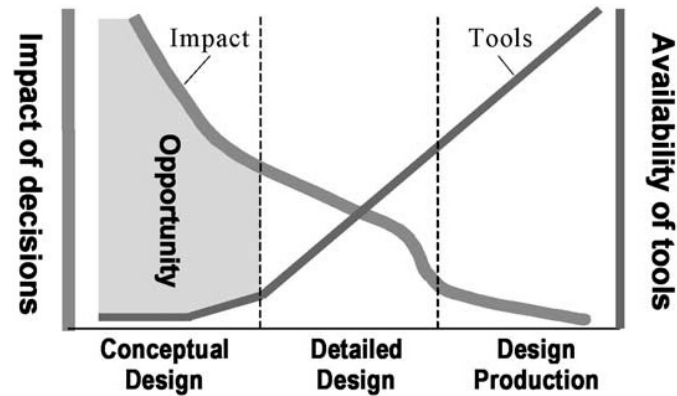 Impact
Tools
Impact of decisions
Opportunity
Availability of tools
Conceptual
Design
Detailed
Design
Design
Production